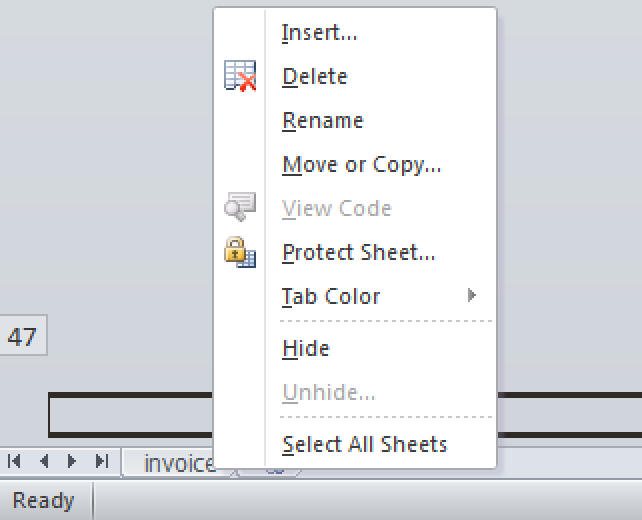 Insert...
Delete
Rename
Move or Copy...
View Code
Protect Sheet...
Tab Color
47
Hide
Unhide...
Select All Sheets
invoice
Ready